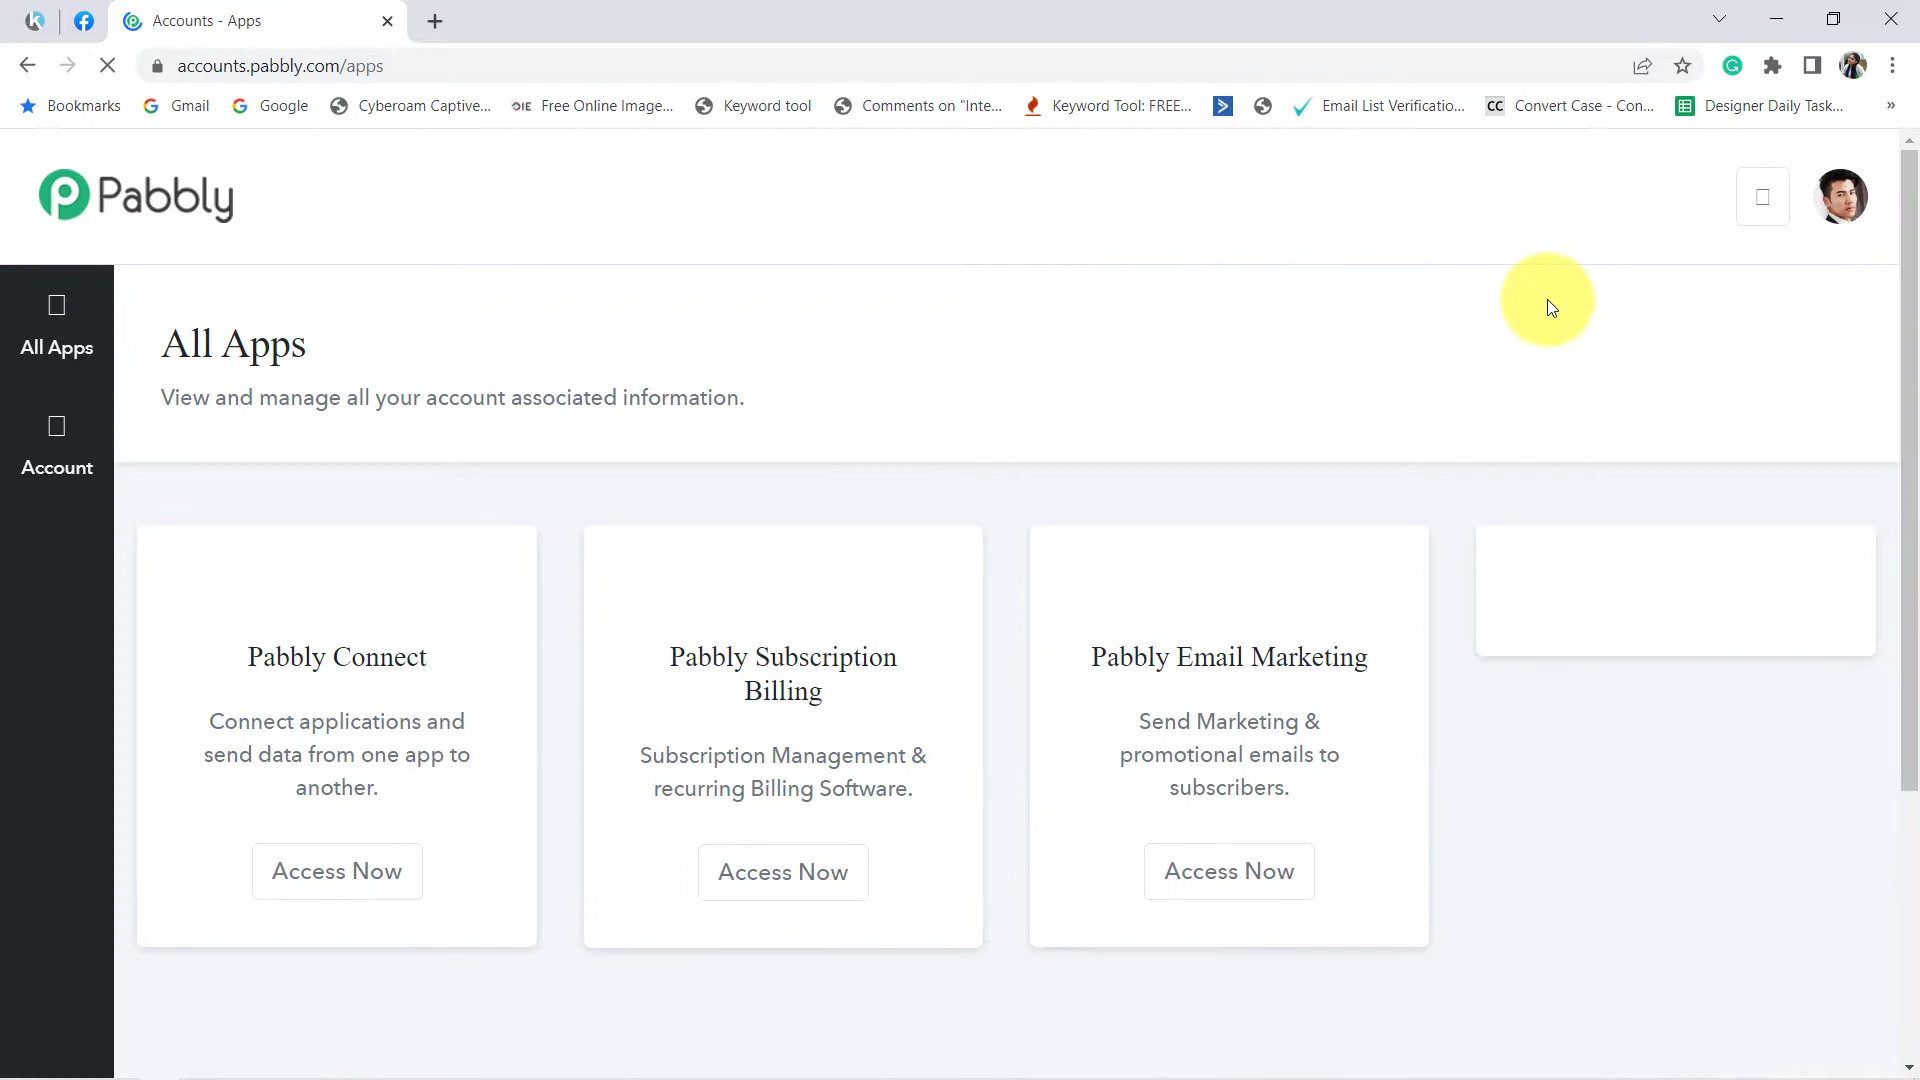 Accounts - Apps
accounts.pabbly.com/apps
Bookmarks Gmail Google Cyberoam Captive... OIE Free Online Image... Keyword tool Comments on "Inte... Keyword Tool: FREE... Email List Verificatio... CC Convert Case - Con... Designer Daily Task... »
Pabbly
All Apps
Account
All Apps
View and manage all your account associated information.
Pabbly Connect
Connect applications and
send data from one app to
another.
Access Now
Pabbly Subscription
Billing
Subscription Management &
recurring Billing Software.
Access Now
Pabbly Email Marketing
Send Marketing &
promotional emails to
subscribers.
Access Now